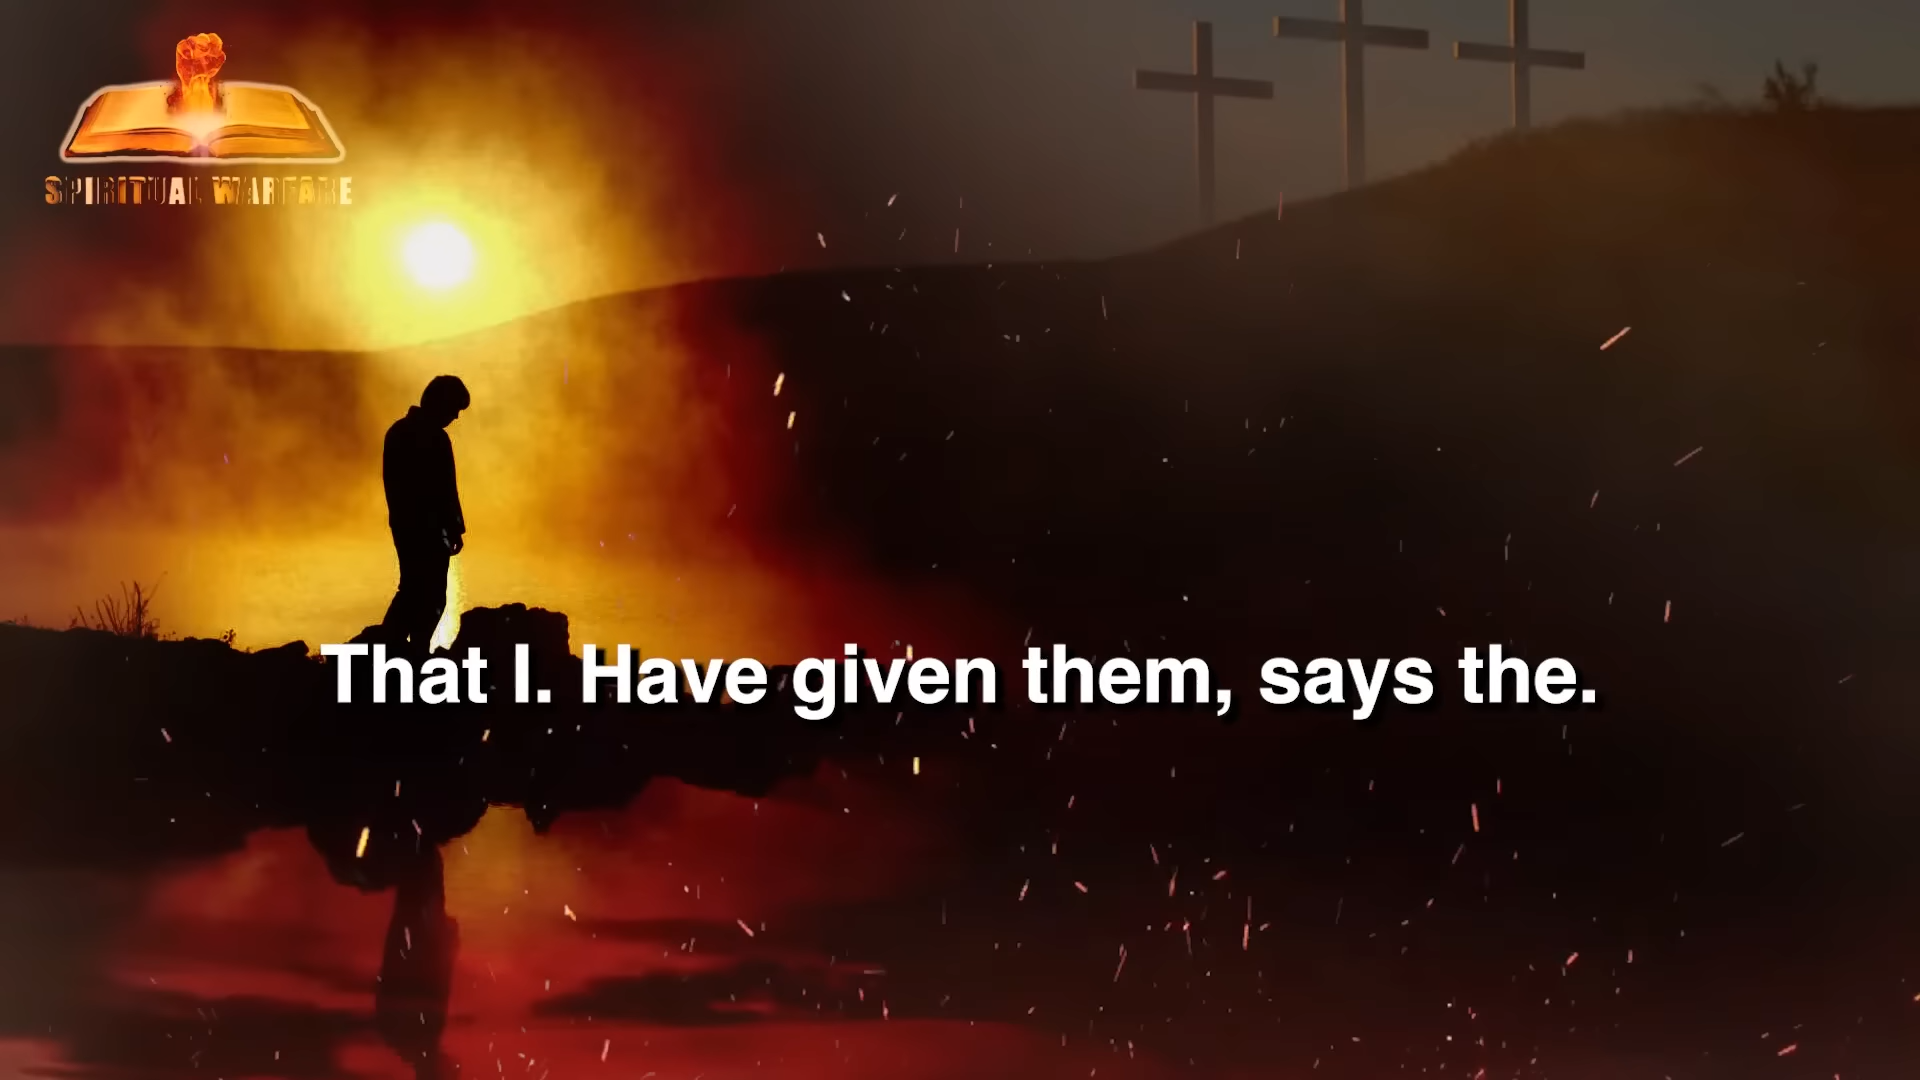 SPIRITUAL WARFARE
That I. Have given them, says the.